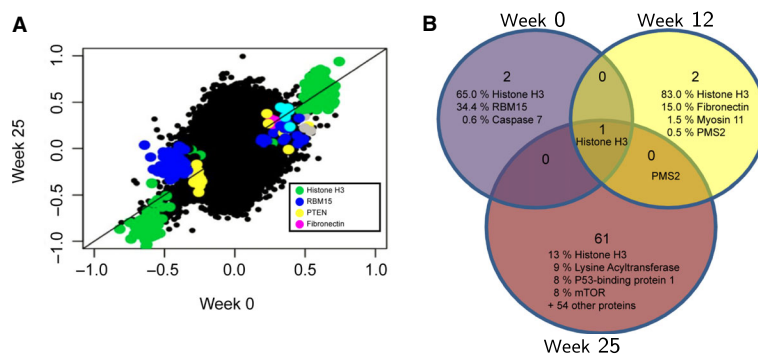 A
Week 25
1.0
0.5
0.0
−0.5
−1.0
Histone H3
RBM15
PTEN
Fibronectin
−1.0
−0.5
0.0
0.5
1.0
Week 0
B
Week 0
Week 12
2
65.0 % Histone H3
34.4 % RBM15
0.6 % Caspase 7
0
2
83.0 % Histone H3
15.0 % Fibronectin
1.5 % Myosin 11
0.5 % PMS2
1
Histone H3
0
0
PMS2
61
13 % Histone H3
9 % Lysine Acyltransferase
8 % P53-binding protein 1
8 % mTOR
+ 54 other proteins
Week 25